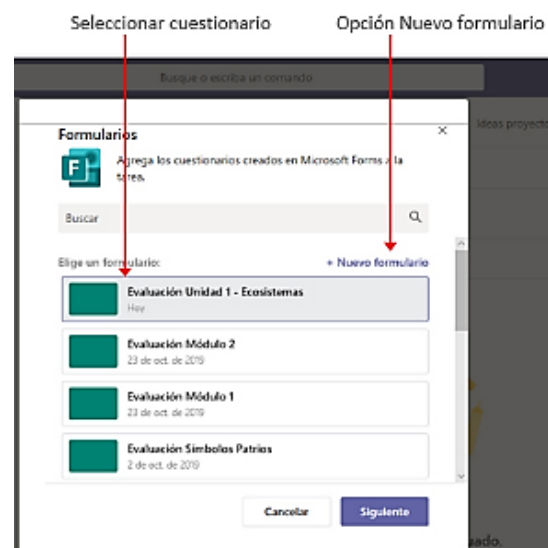 Seleccionar cuestionario
Opción Nuevo formulario
Busque o escriba un comando
Ideas proyecto
Formularios
×
F
Agrega los cuestionarios creados en Microsoft Forms a la
tarea.
Buscar
Elige un formulario:
+ Nuevo formulario
Evaluación Unidad 1 - Ecosistemas
Hoy
Evaluación Módulo 2
23 de oct. de 2019
Evaluación Módulo 1
23 de oct. de 2019
Evaluación Símbolos Patrios
2 de oct. de 2019
Cancelar
Siguiente
uado.